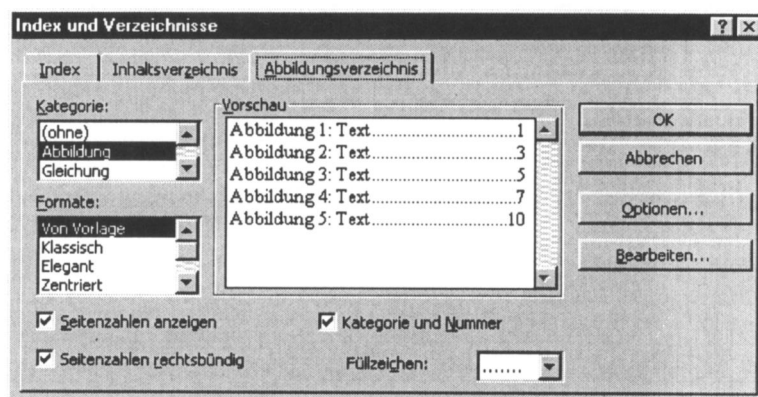 Index und Verzeichnisse
Index
Inhaltsverzeichnis
Abbildungsverzeichnis
Kategorie:
(ohne)
Abbildung
Gleichung
Formate:
Von Vorlage
Klassisch
Elegant
Zentriert
Vorschau
Abbildung 1: Text..................................1
Abbildung 2: Text..................................3
Abbildung 3: Text..................................5
Abbildung 4: Text..................................7
Abbildung 5: Text................................10
OK
Abbrechen
Optionen...
Bearbeiten...
Seitenzahlen anzeigen
Kategorie und Nummer
Seitenzahlen rechtsbündig
Füllzeichen:
.......